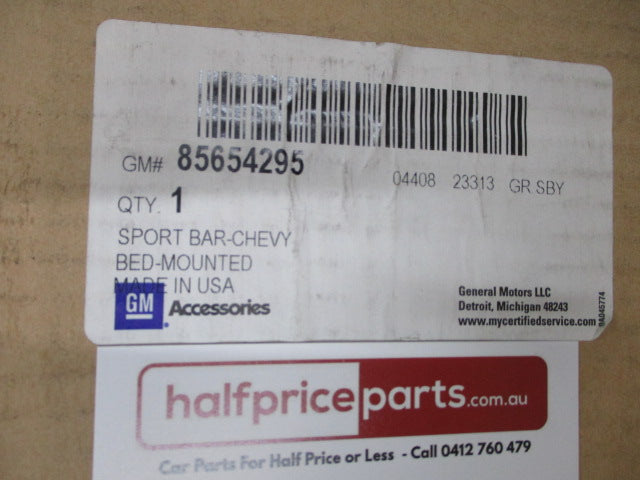 GM# 85654295
04408 23313 GR SBY
QTY. 1
SPORT BAR-CHEVY
BED-MOUNTED
MADE IN USA
GM Accessories
General Motors LLC
Detroit, Michigan 48243
www.mycertifiedservice.com
RA045774
halfpriceparts.com.au
Car Parts For Half Price or Less - Call 0412 760 479